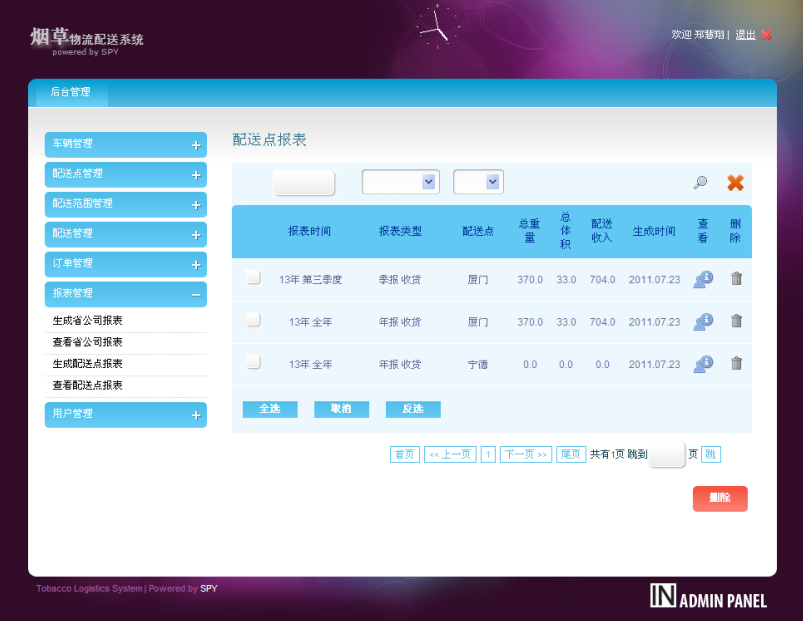 烟草物流配送系统
powered by SPY
欢迎 郑慧翔 | 退出
后台管理
车辆管理
配送点管理
配送范围管理
配送管理
订单管理
报表管理
生成省公司报表
查看省公司报表
生成配送点报表
查看配送点报表
用户管理
配送点报表
报表时间 报表类型 配送点 总重量 总体积 配送收入 生成时间 查看 删除
13年 第三季度 季报 收货 厦门 370.0 33.0 704.0 2011.07.23
13年 全年 年报 收货 厦门 370.0 33.0 704.0 2011.07.23
13年 全年 年报 收货 宁德 0.0 0.0 0.0 2011.07.23
全选 取消 反选
首页 << 上一页 1 下一页 >> 尾页 共有1页 跳到 页 跳
删除
Tobacco Logistics System | Powered by SPY
IN ADMIN PANEL